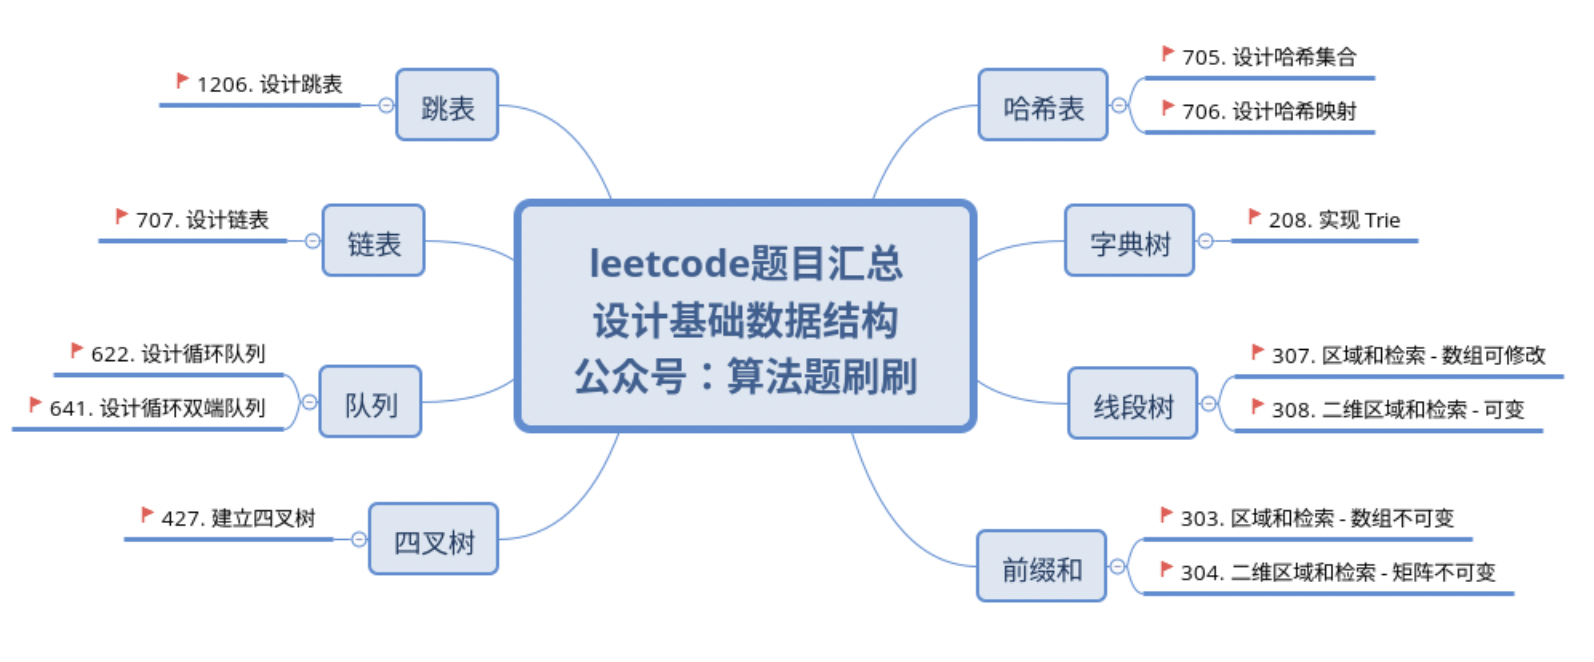 leetcode题目汇总
设计基础数据结构
公众号：算法题刷刷
哈希表
705. 设计哈希集合
706. 设计哈希映射
字典树
208. 实现 Trie
线段树
307. 区域和检索 - 数组可修改
308. 二维区域和检索 - 可变
前缀和
303. 区域和检索 - 数组不可变
304. 二维区域和检索 - 矩阵不可变
跳表
1206. 设计跳表
链表
707. 设计链表
队列
622. 设计循环队列
641. 设计循环双端队列
四叉树
427. 建立四叉树